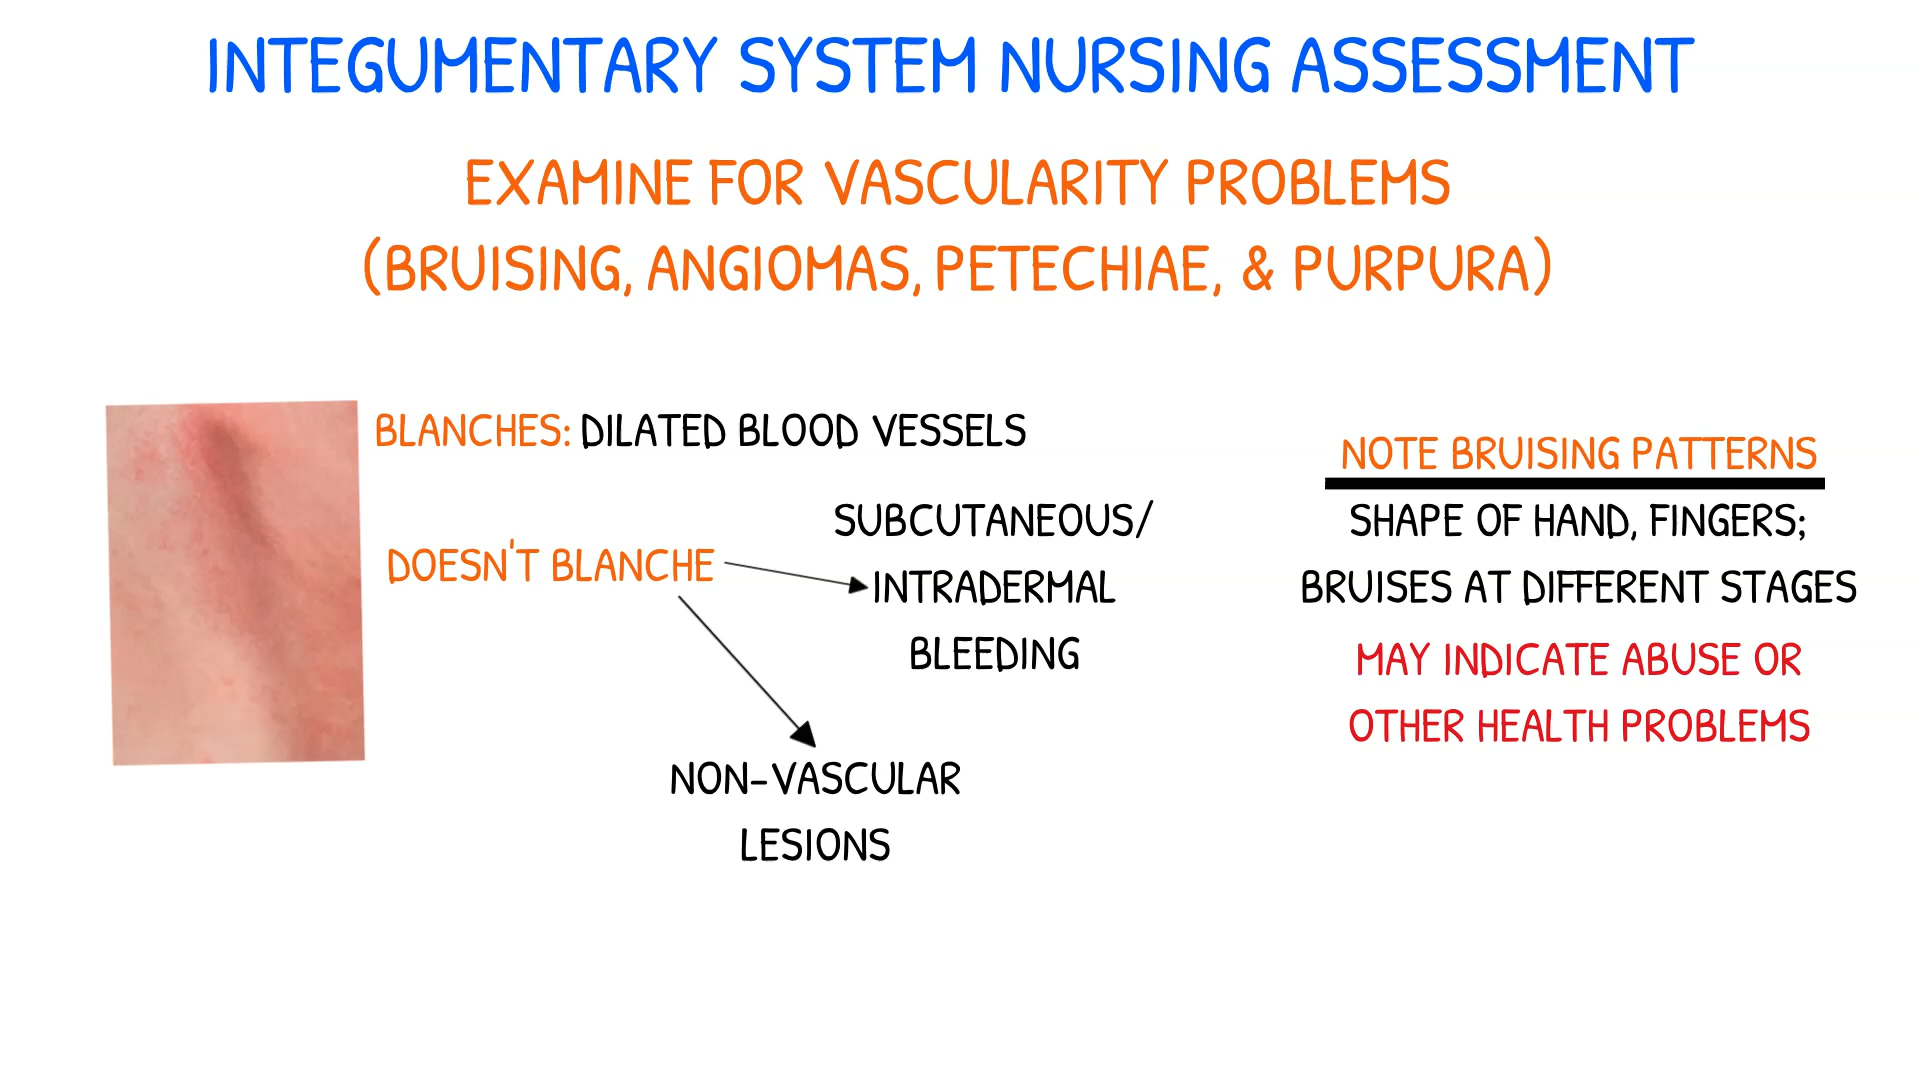 INTEGUMENTARY SYSTEM NURSING ASSESSMENT
EXAMINE FOR VASCULARITY PROBLEMS
(BRUISING, ANGIOMAS, PETECHIAE, & PURPURA)
BLANCHES: DILATED BLOOD VESSELS
DOESN'T BLANCHE
SUBCUTANEOUS/
INTRADERMAL
BLEEDING
NON-VASCULAR
LESIONS
NOTE BRUISING PATTERNS
SHAPE OF HAND, FINGERS;
BRUISES AT DIFFERENT STAGES
MAY INDICATE ABUSE OR
OTHER HEALTH PROBLEMS